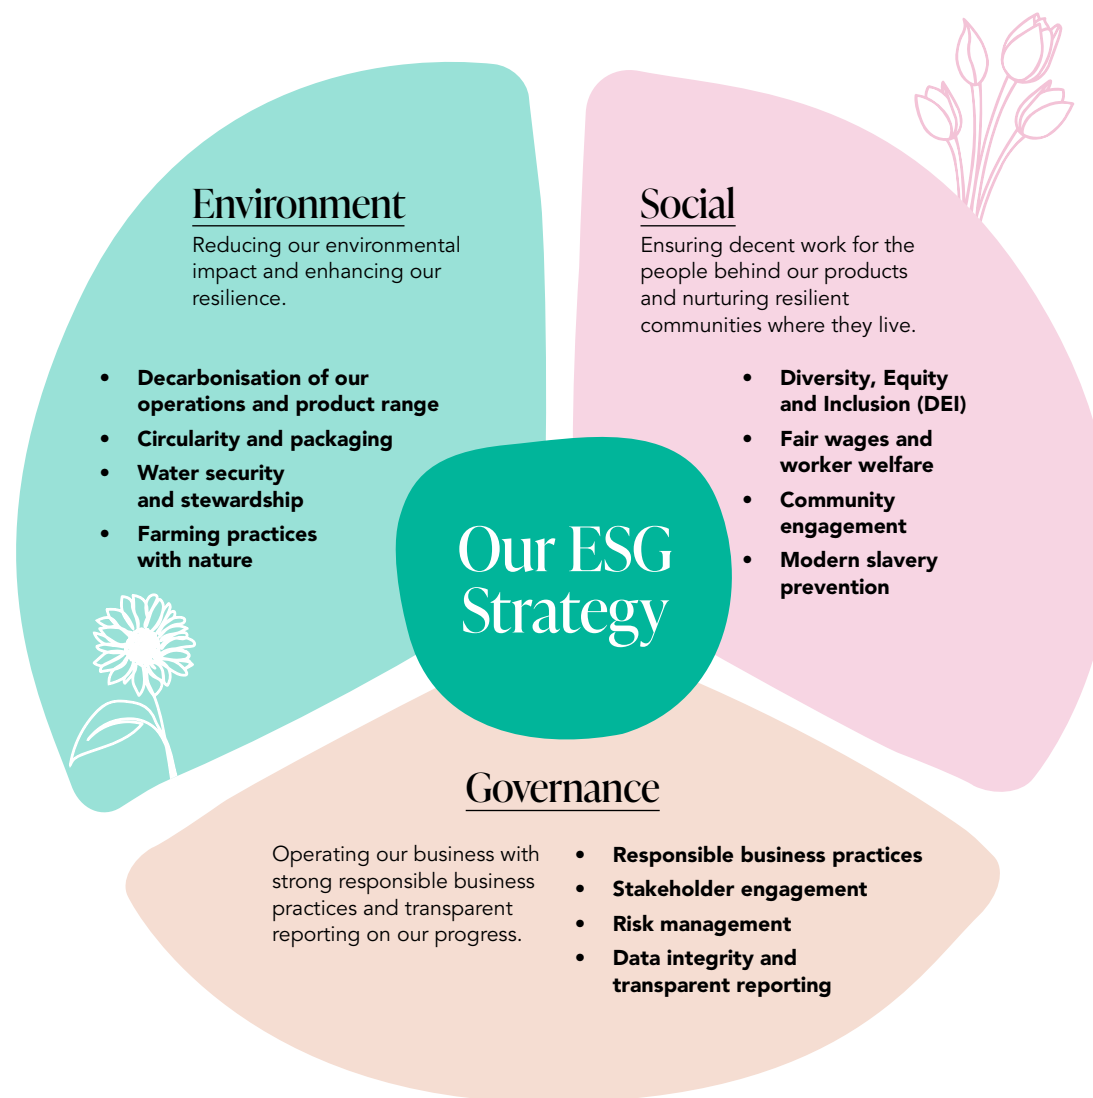 Environment
Reducing our environmental
impact and enhancing our
resilience.
• Decarbonisation of our
operations and product range
• Circularity and packaging
• Water security
and stewardship
• Farming practices
with nature
Social
Ensuring decent work for the
people behind our products
and nurturing resilient
communities where they live.
• Diversity, Equity
and Inclusion (DEI)
• Fair wages and
worker welfare
• Community
engagement
• Modern slavery
prevention
Our ESG
Strategy
Governance
Operating our business with
strong responsible business
practices and transparent
reporting on our progress.
• Responsible business practices
• Stakeholder engagement
• Risk management
• Data integrity and
transparent reporting